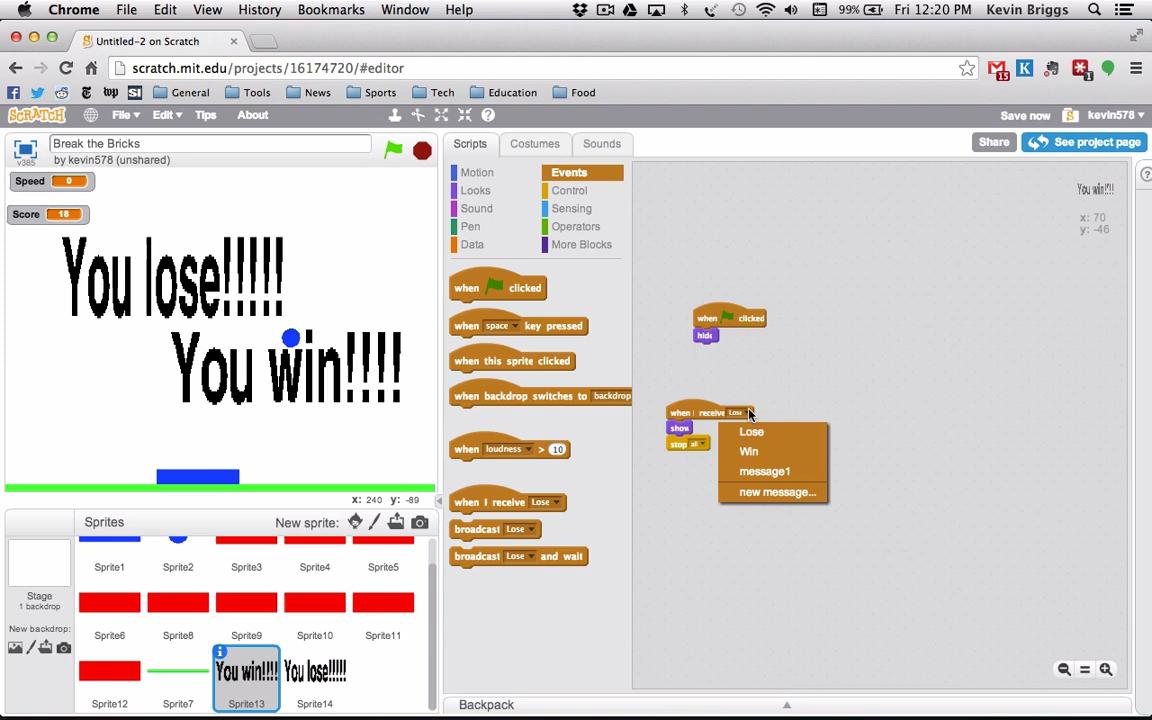 Chrome File Edit View History Bookmarks Window Help 99% Fri 12:20 PM Kevin Briggs
Untitled-2 on Scratch
scratch.mit.edu/projects/16174720/#editor
15 K 1
General Tools News Sports Tech Education Food
SCRATCH File Edit Tips About Save now kevin578
Break the Bricks
by kevin578 (unshared)
v385
Scripts Costumes Sounds
Share See project page
Speed 0
Score 18
You lose!!!!!
You win!!!!
x: 240 y: -89
Motion Events
Looks Control
Sound Sensing
Pen Operators
Data More Blocks
when clicked
when space key pressed
when this sprite clicked
when backdrop switches to backdrop
when loudness > 10
when I receive Lose
broadcast Lose
broadcast Lose and wait
You win!!!!
x: 70
y: -46
when clicked
hide
when I receive Lose
show
stop all
Lose
Win
message1
new message...
Sprites New sprite:
Stage
1 backdrop
New backdrop:
Sprite1 Sprite2 Sprite3 Sprite4 Sprite5
Sprite6 Sprite8 Sprite9 Sprite10 Sprite11
You win!!!! You lose!!!!!
Sprite12 Sprite7 Sprite13 Sprite14
Backpack